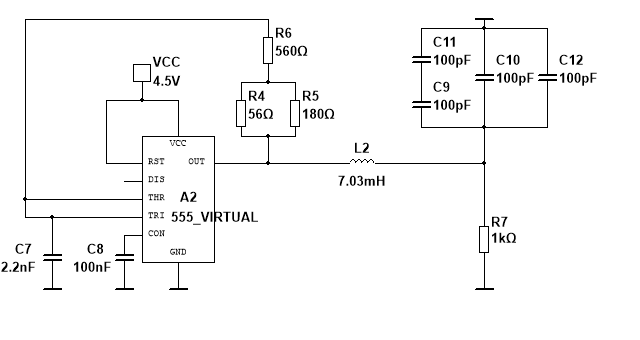 R6
560Ω
C11
100pF
C10
100pF
C12
100pF
VCC
4.5V
C9
100pF
R4
56Ω
R5
180Ω
VCC
L2
RST
OUT
7.03mH
DIS
THR
A2
TRI
555_VIRTUAL
CON
R7
1kΩ
C7
2.2nF
C8
100nF
GND